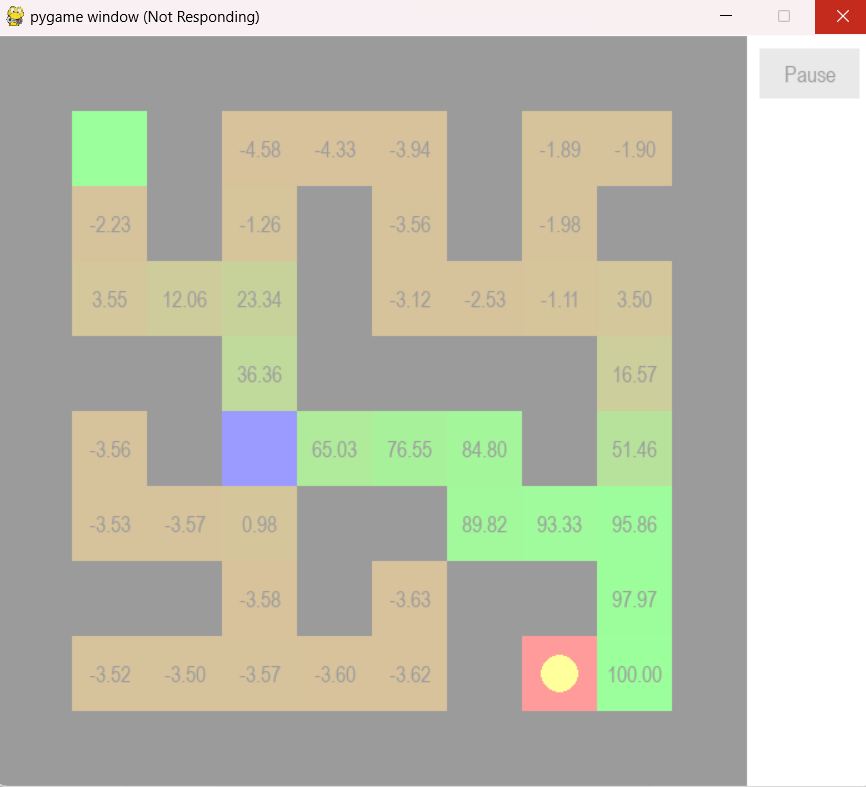 pygame window (Not Responding)
Pause
-4.58 -4.33 -3.94 -1.89 -1.90
-2.23 -1.26 -3.56 -1.98
3.55 12.06 23.34 -3.12 -2.53 -1.11 3.50
36.36 16.57
-3.56 65.03 76.55 84.80 51.46
-3.53 -3.57 0.98 89.82 93.33 95.86
-3.58 -3.63 97.97
-3.52 -3.50 -3.57 -3.60 -3.62 100.00